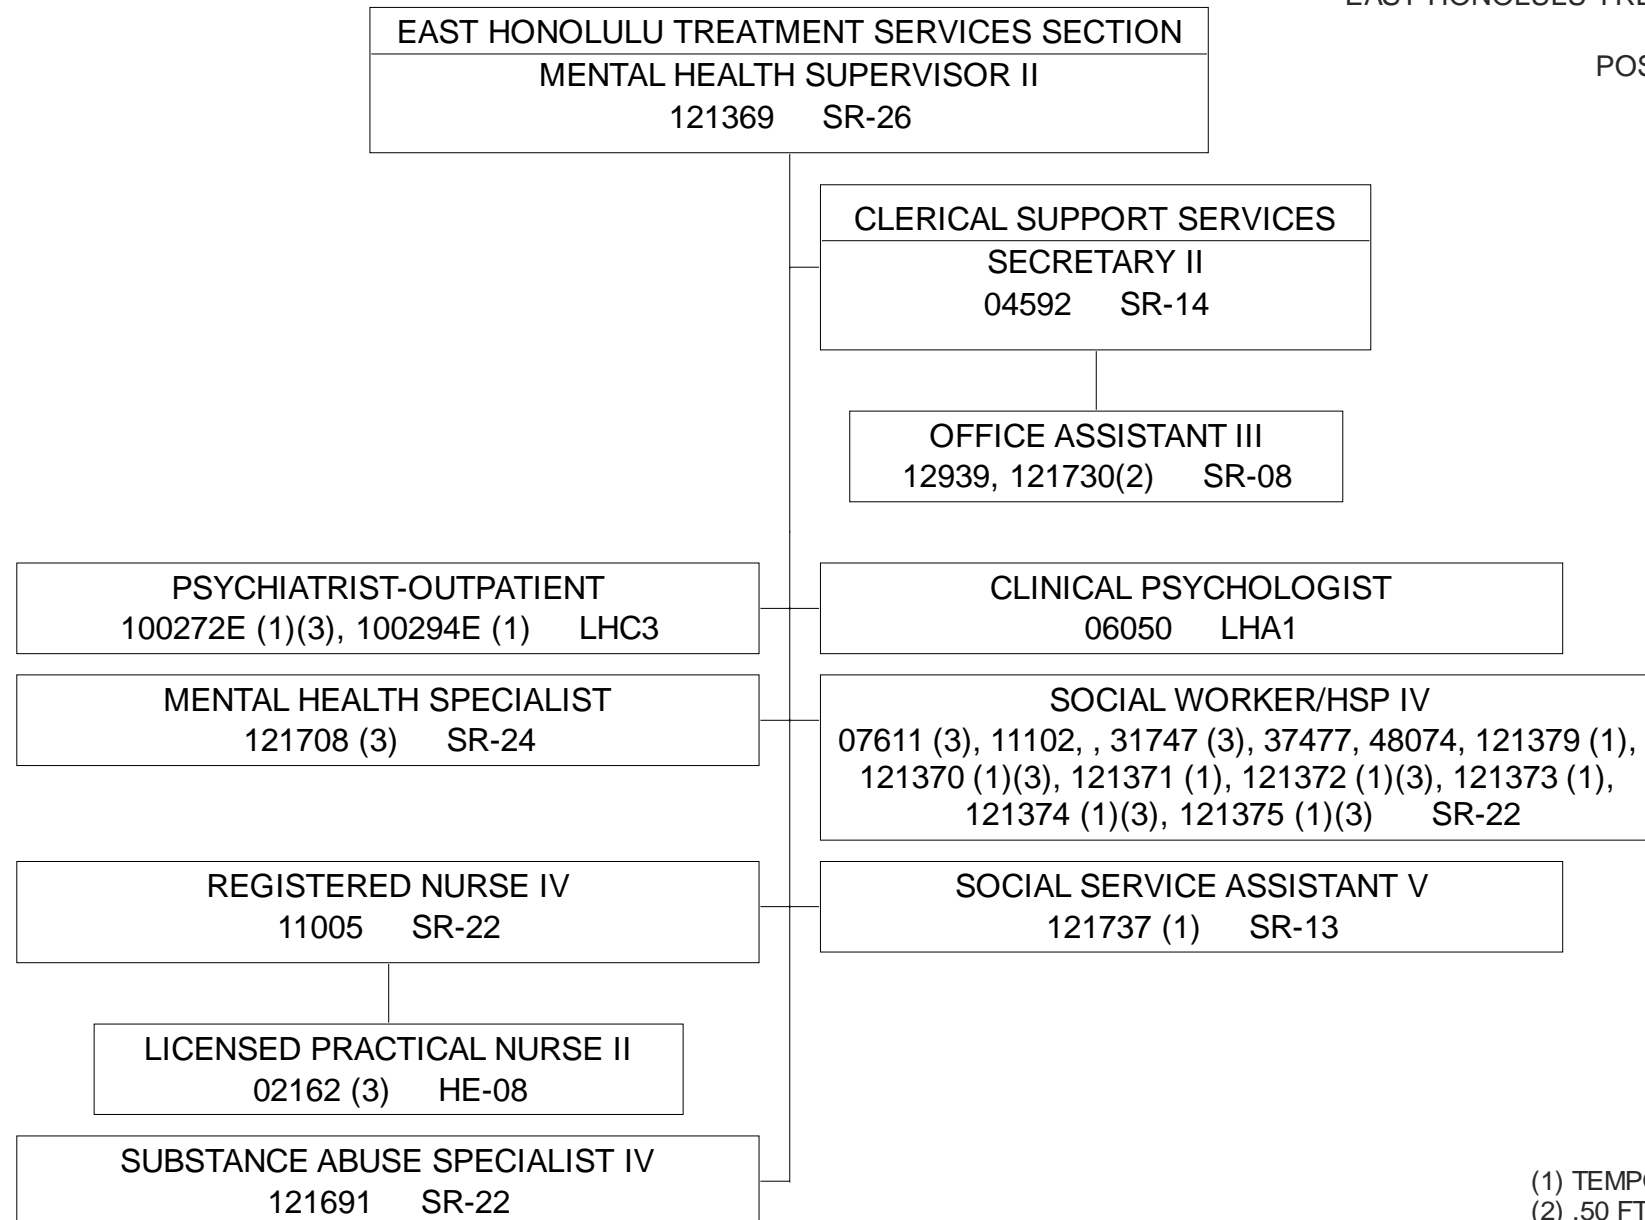 EAST HONOLULU TREATMENT SERVICES SECTION
MENTAL HEALTH SUPERVISOR II
121369 SR-26
CLERICAL SUPPORT SERVICES
SECRETARY II
04592 SR-14
OFFICE ASSISTANT III
12939, 121730(2) SR-08
PSYCHIATRIST-OUTPATIENT
100272E (1)(3), 100294E (1) LHC3
CLINICAL PSYCHOLOGIST
06050 LHA1
MENTAL HEALTH SPECIALIST
121708 (3) SR-24
SOCIAL WORKER/HSP IV
07611 (3), 11102, , 31747 (3), 37477, 48074, 121379 (1),
121370 (1)(3), 121371 (1), 121372 (1)(3), 121373 (1),
121374 (1)(3), 121375 (1)(3) SR-22
REGISTERED NURSE IV
11005 SR-22
SOCIAL SERVICE ASSISTANT V
121737 (1) SR-13
LICENSED PRACTICAL NURSE II
02162 (3) HE-08
SUBSTANCE ABUSE SPECIALIST IV
121691 SR-22
(1)
(2) .50